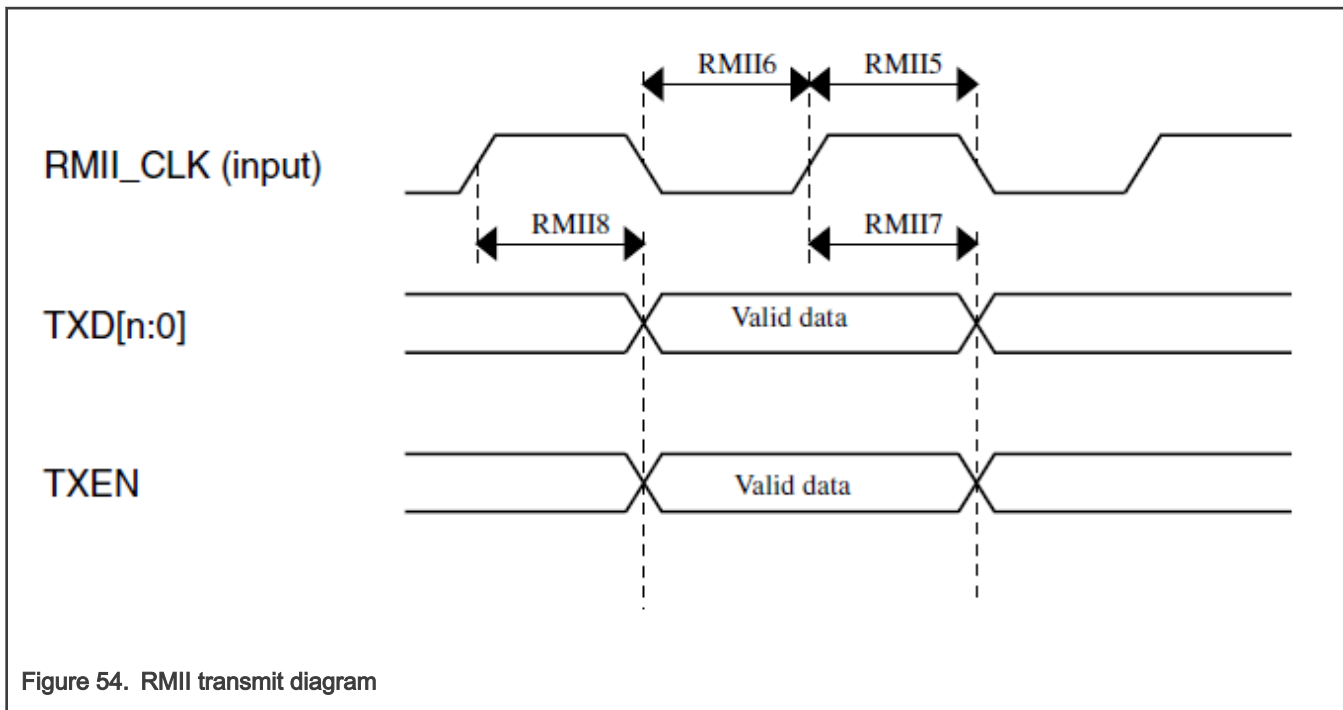 RMII6
RMII5
RMII_CLK (input)
RMII8
RMII7
TXD[n:0]
Valid data
TXEN
Valid data
Figure 54. RMII transmit diagram